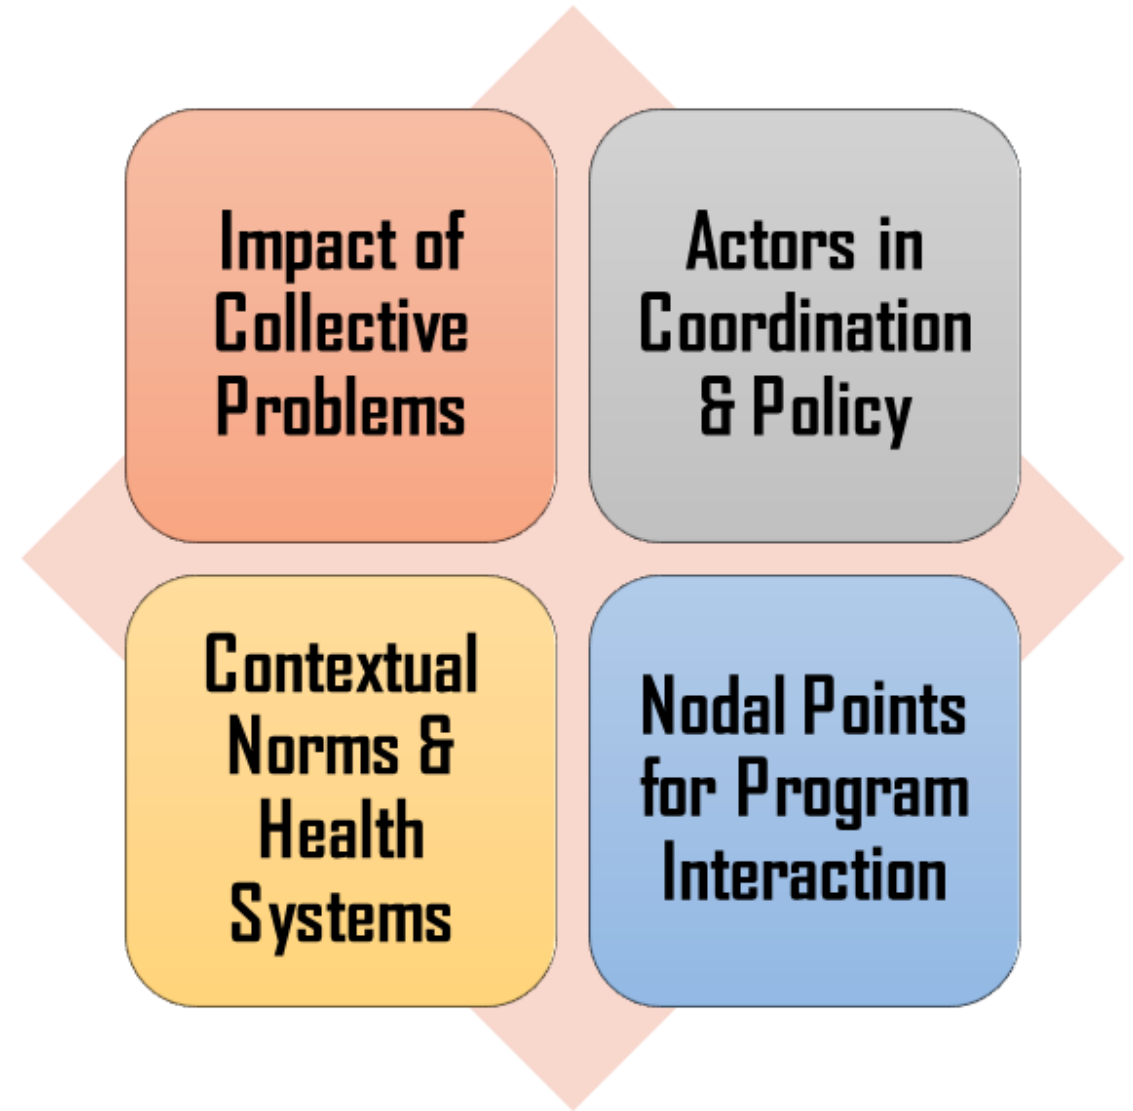 Impact of
Collective
Problems
Actors in
Coordination
& Policy
Contextual
Norms &
Health
Systems
Nodal Points
for Program
Interaction